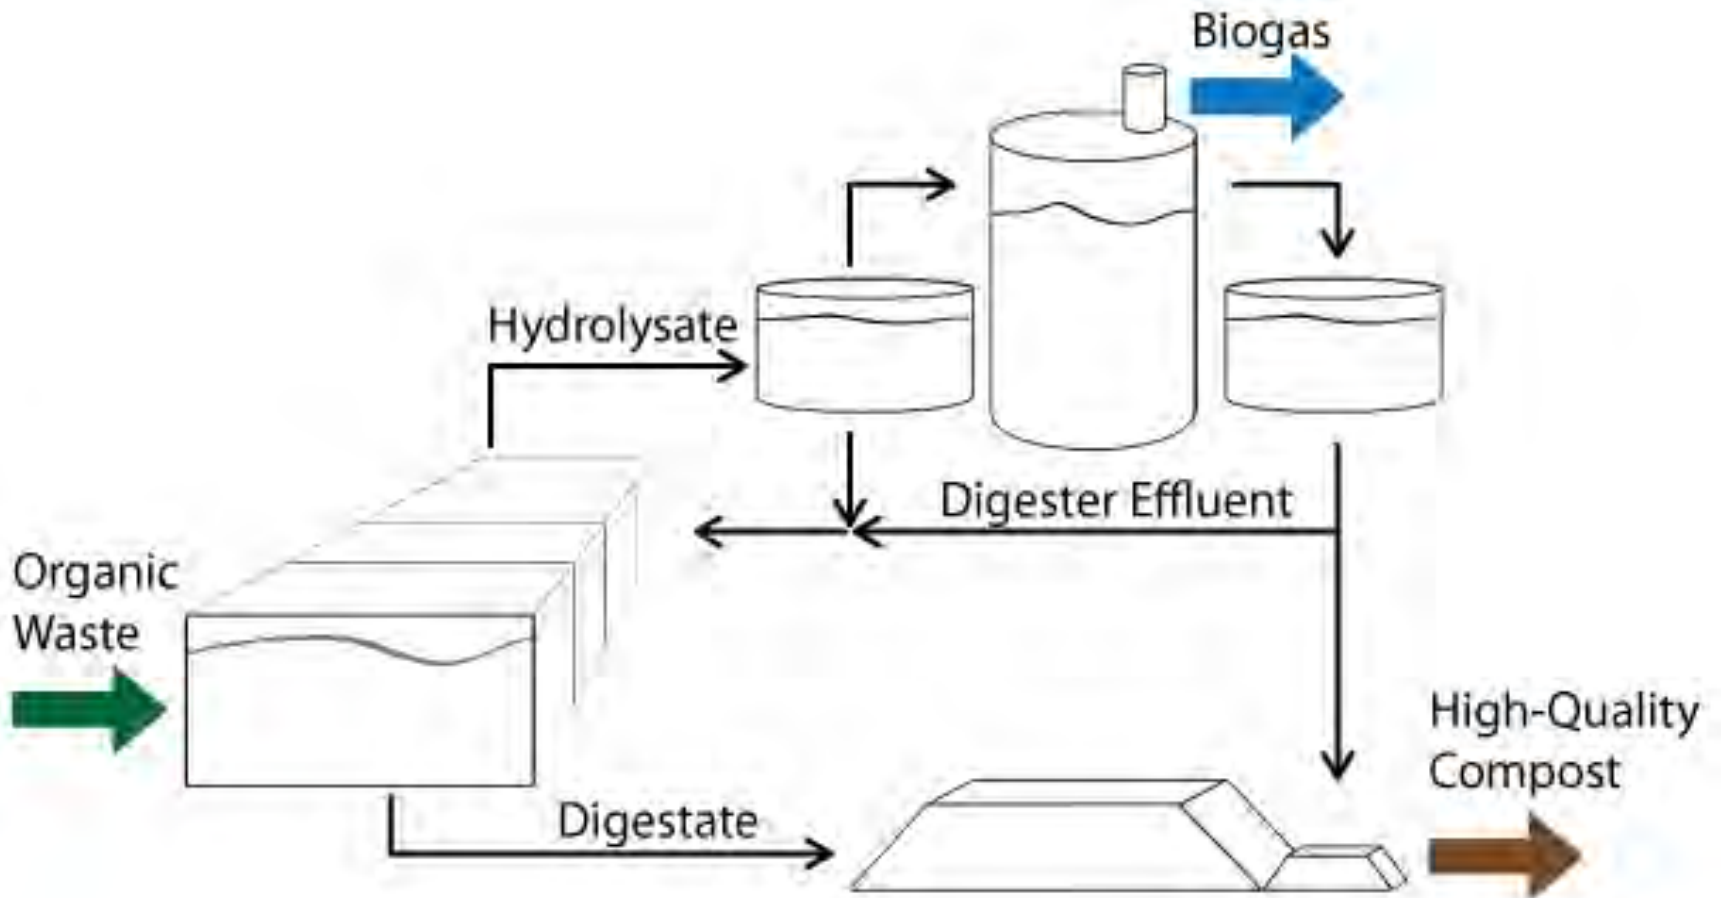 Biogas
Hydrolysate
Digester Effluent
Organic
Waste
High-Quality
Compost
Digestate